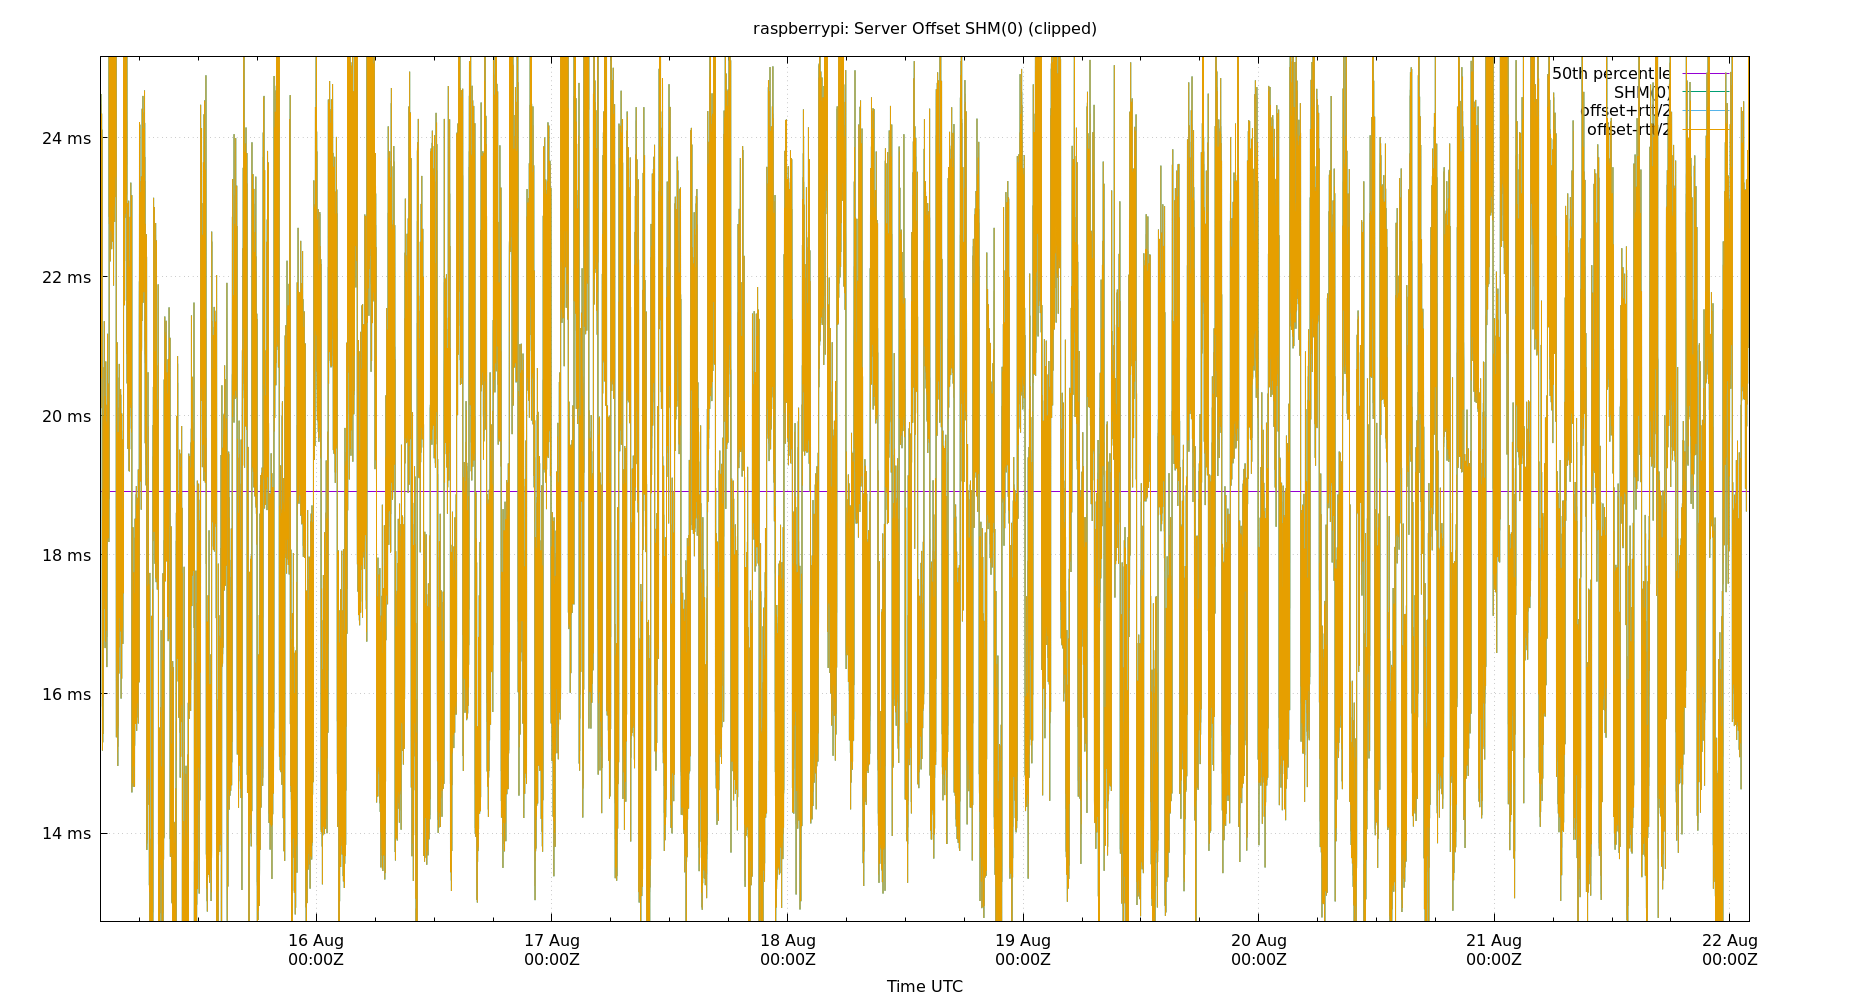 raspberrypi: Server Offset SHM(0) (clipped)
50th percentile
SHM(0)
offset+rtt/2
offset-rtt/2
24 ms
22 ms
20 ms
18 ms
16 ms
14 ms
16 Aug 17 Aug 18 Aug 19 Aug 20 Aug 21 Aug 22 Aug
00:00Z 00:00Z 00:00Z 00:00Z 00:00Z 00:00Z 00:00Z
Time UTC